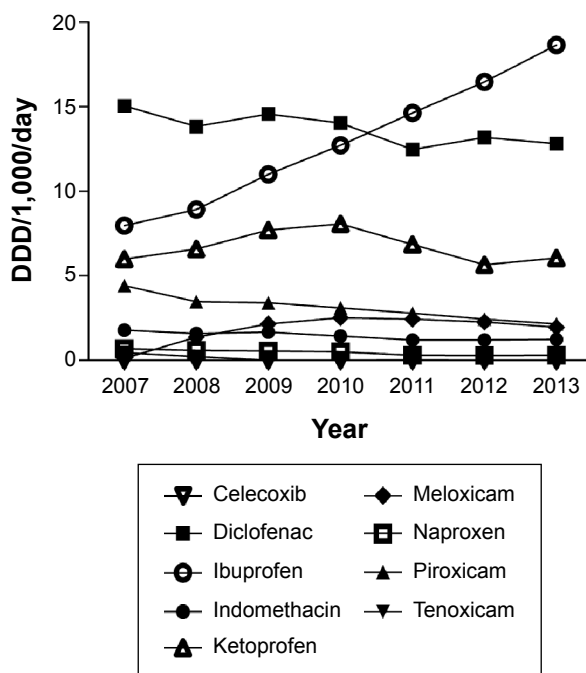 20
15
10
5
0
DDD/1,000/day
2007 2008 2009 2010 2011 2012 2013
Year
Celecoxib
Diclofenac
Ibuprofen
Indomethacin
Ketoprofen
Meloxicam
Naproxen
Piroxicam
Tenoxicam